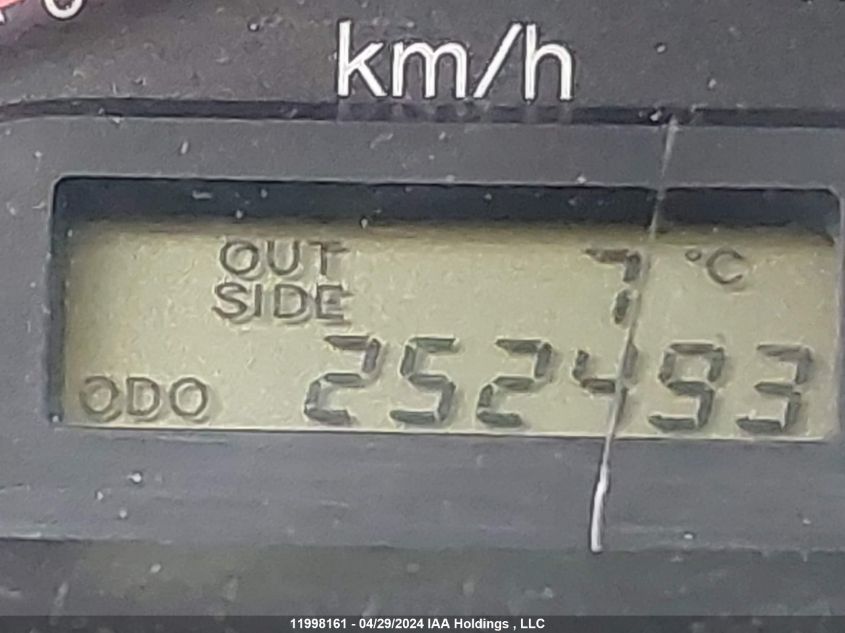 km/h
OUT SIDE 7 °C
ODO 252493
11998161 - 04/29/2024 IAA Holdings , LLC